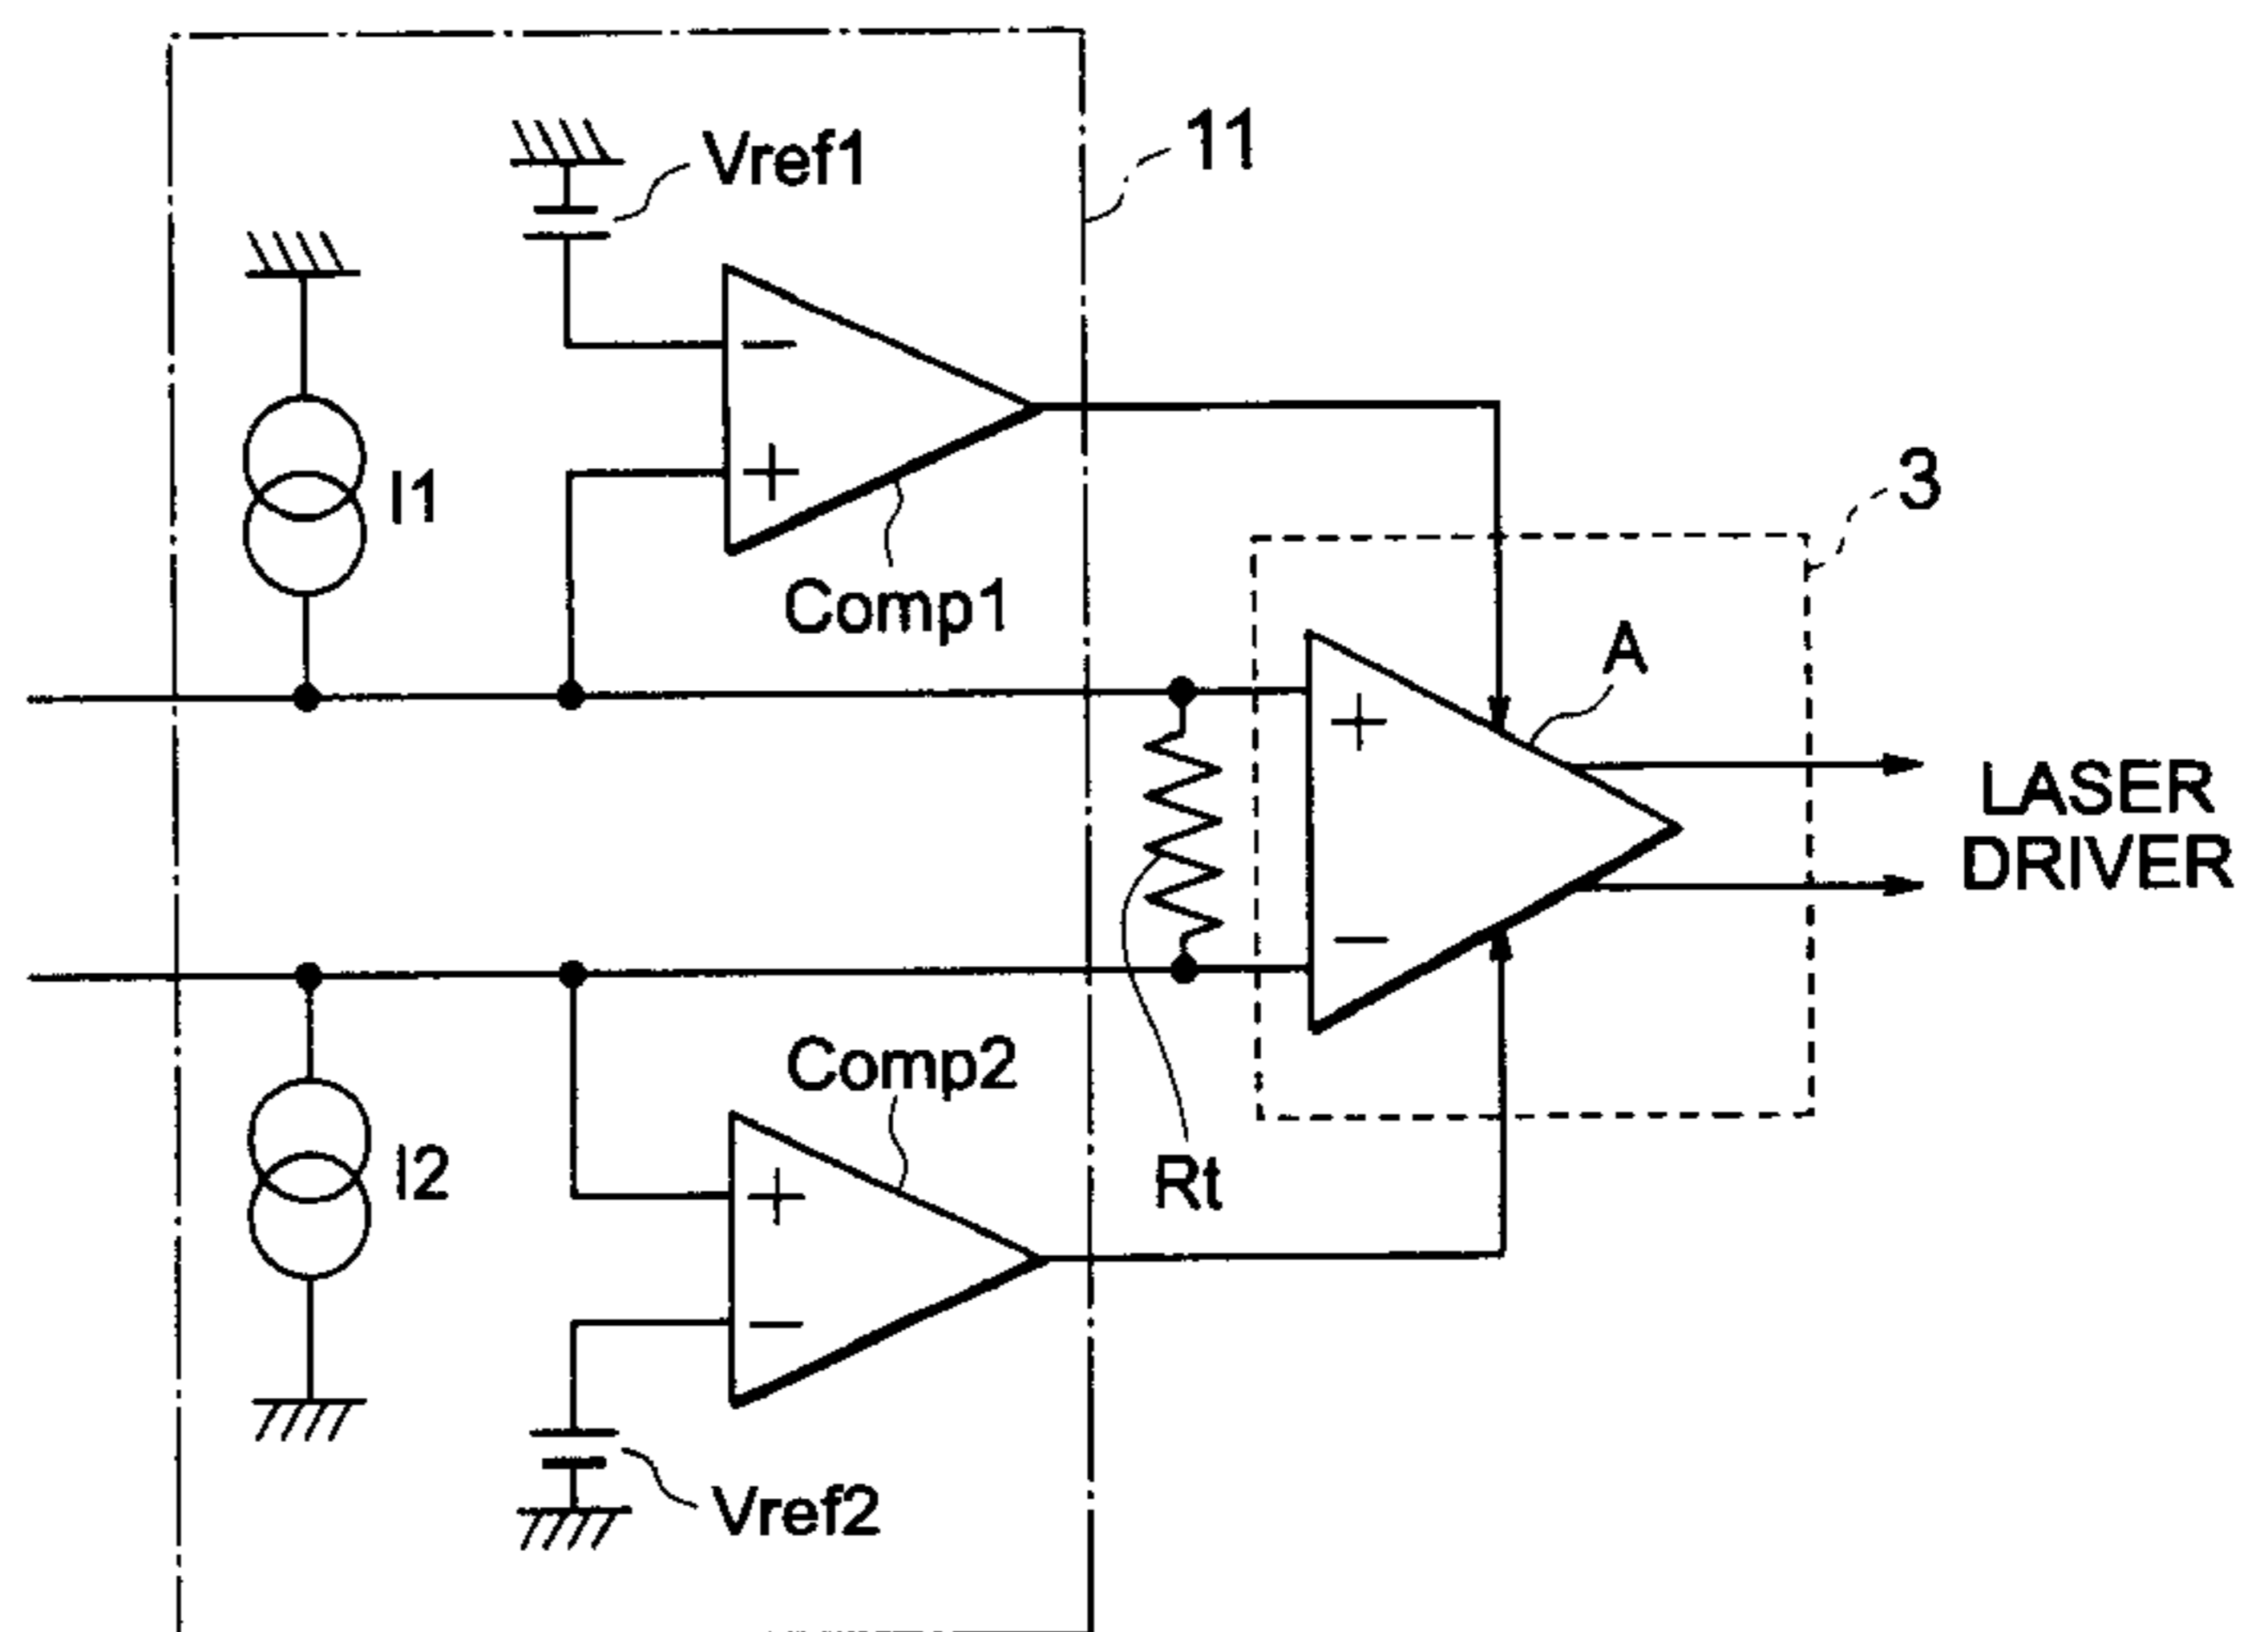 Vref1
11
I1
Comp1
3
A
LASER
DRIVER
Comp2
Rt
I2
Vref2